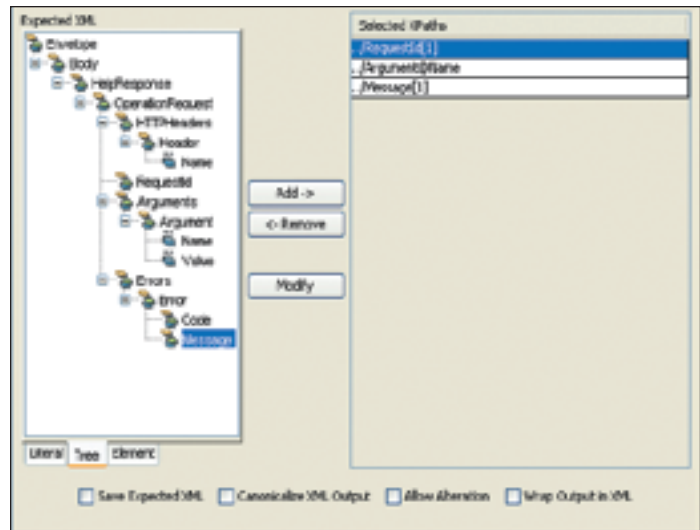 Expected XML
Envelope
Body
HelpResponse
OperationRequest
HTTPHeaders
Header
Name
RequestId
Arguments
Argument
Name
Value
Errors
Error
Code
Message
Literal Tree Element
Add ->
<- Remove
Modify
Selected XPaths
../RequestId[1]
../Argument@Name
../Message[1]
Save Expected XML Canonicalize XML Output Allow Alteration Wrap Output in XML